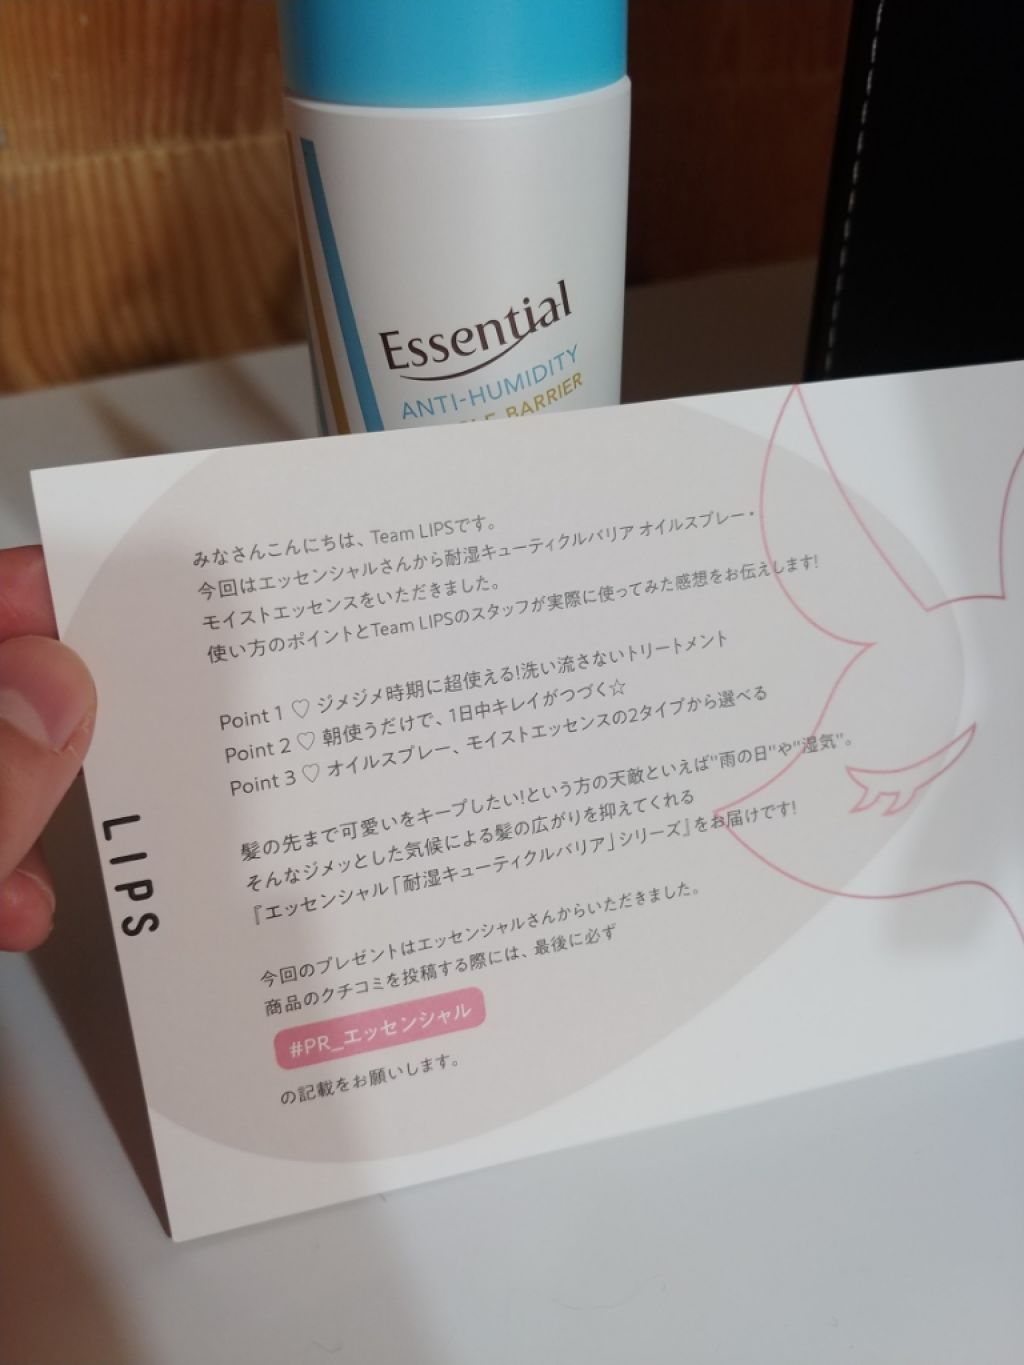 Essential
ANTI-HUMIDITY
BARRIER
みなさんこんにちは、Team LIPSです。
今回はエッセンシャルさんから耐湿キューティクルバリア オイルスプレー・
モイストエッセンスをいただきました。
使い方のポイントとTeam LIPSのスタッフが実際に使ってみた感想をお伝えします!
Point 1 ♡ ジメジメ時期に超使える!洗い流さないトリートメント
Point 2 ♡ 朝使うだけで、1日中キレイがつづく☆
Point 3 ♡ オイルスプレー、モイストエッセンスの2タイプから選べる
髪の先まで可愛いをキープしたい!という方の天敵といえば"雨の日"や"湿気"。
そんなジメッとした気候による髪の広がりを抑えてくれる
『エッセンシャル「耐湿キューティクルバリア」シリーズ』をお届けです!
今回のプレゼントはエッセンシャルさんからいただきました。
商品のクチコミを投稿する際には、最後に必ず
#PR_エッセンシャル
の記載をお願いします。
LIPS